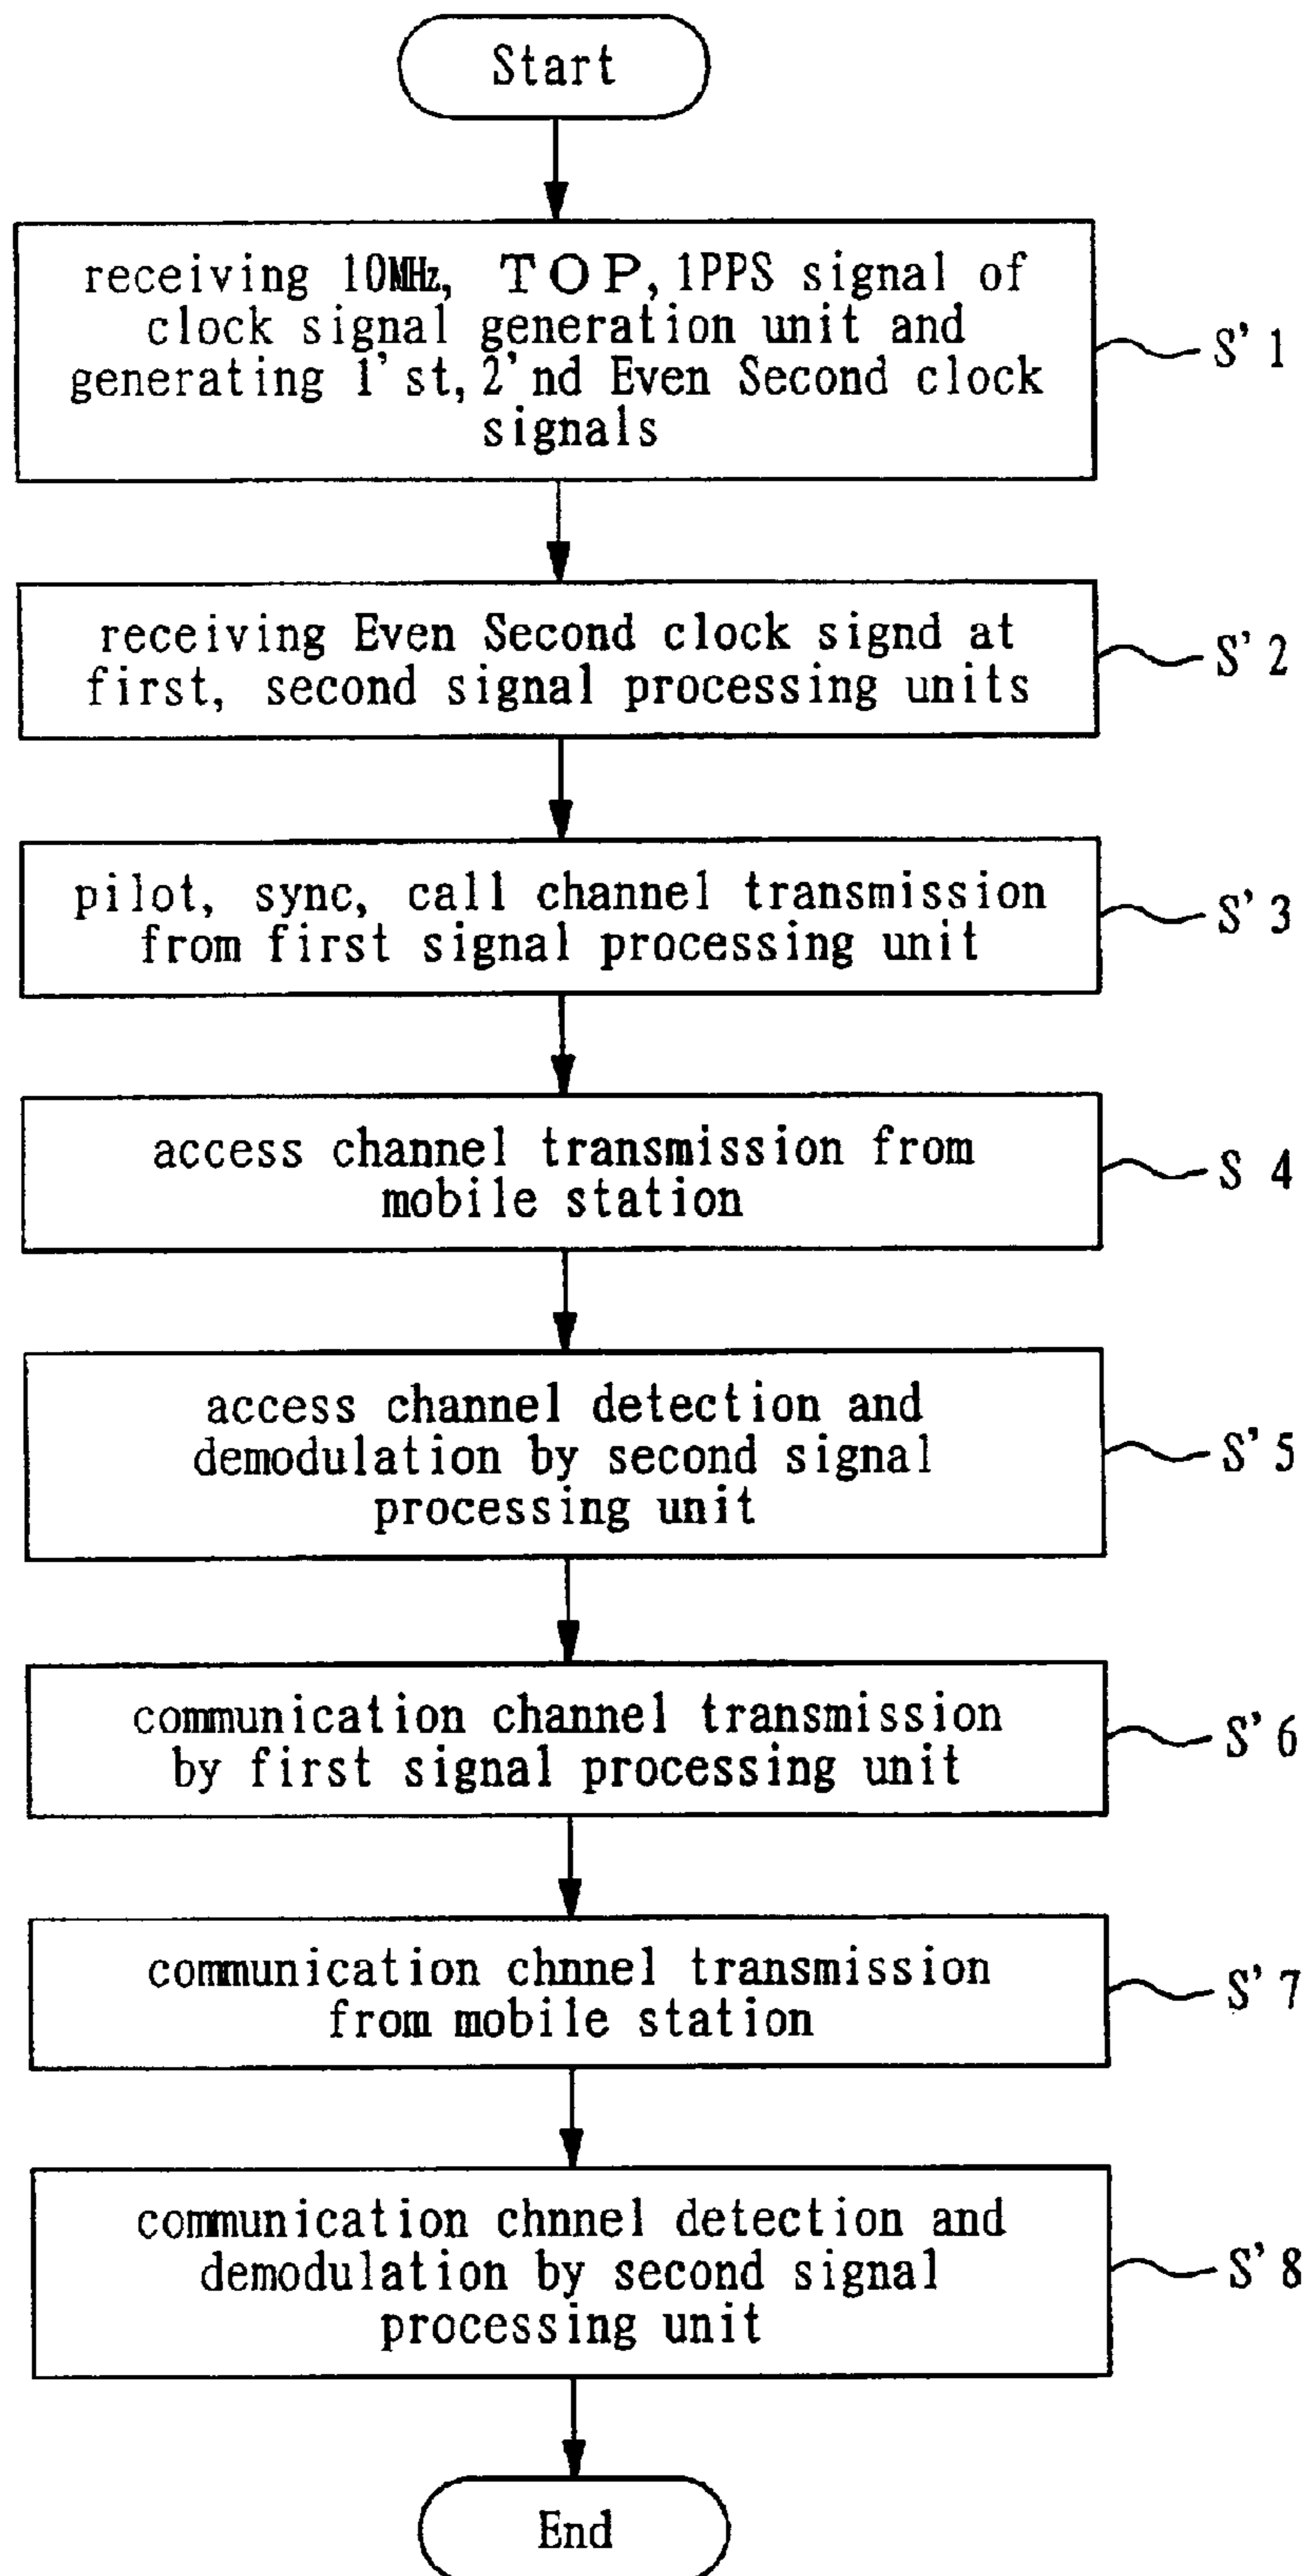 Start
receiving 10MHz, TOP, 1PPS signal of
clock signal generation unit and
generating 1'st, 2'nd Even Second clock
signals
S'1
receiving Even Second clock signd at
first, second signal processing units
S'2
pilot, sync, call channel transmission
from first signal processing unit
S'3
access channel transmission from
mobile station
S 4
access channel detection and
demodulation by second signal
processing unit
S'5
communication channel transmission
by first signal processing unit
S'6
communication chnnel transmission
from mobile station
S'7
communication chnnel detection and
demodulation by second signal
processing unit
S'8
End